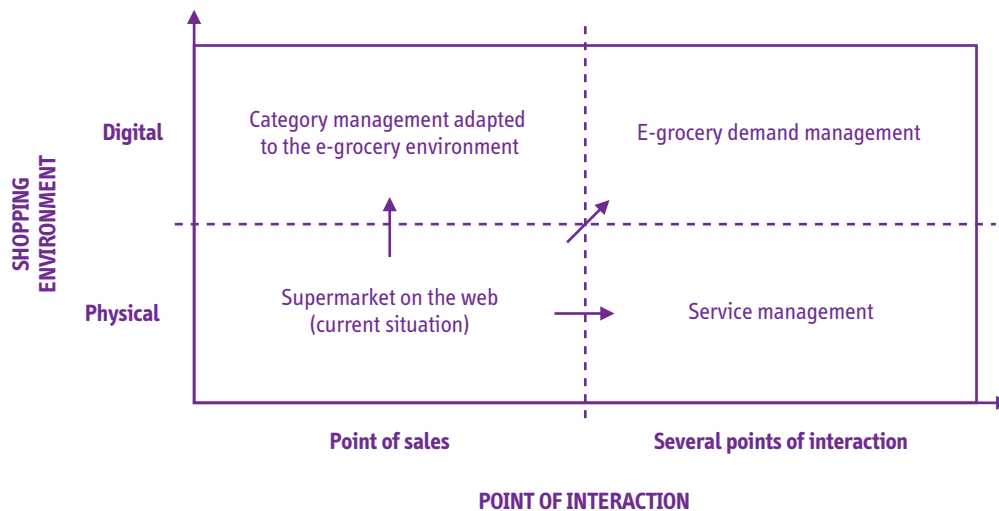 Digital
Category management adapted
to the e-grocery environment
E-grocery demand management
SHOPPING
ENVIRONMENT
Physical
Supermarket on the web
(current situation)
Service management
Point of sales
Several points of interaction
POINT OF INTERACTION